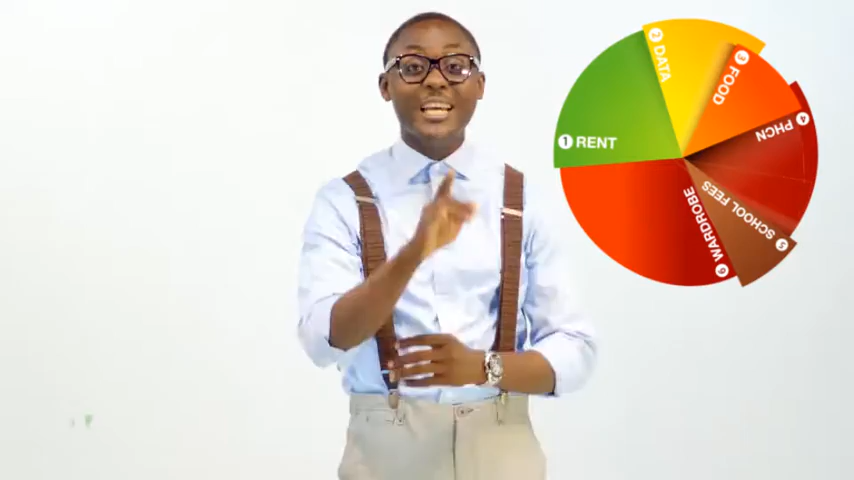 1 RENT
2 DATA
3 FOOD
4 PHCN
5 SCHOOL FEES
6 WARDROBE